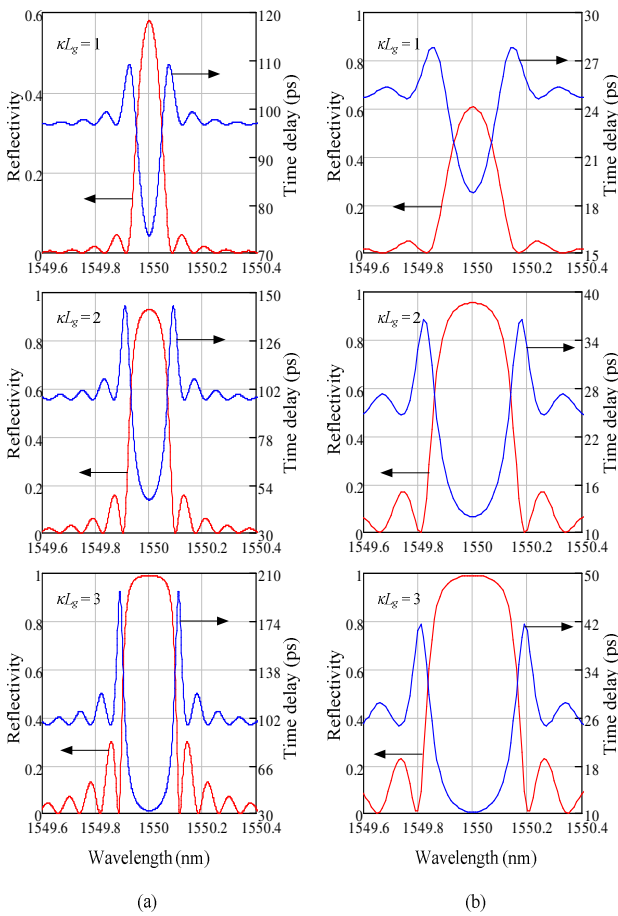 κLg = 1
Reflectivity
0.6
0.4
0.2
0
120
110
100
90
80
70
Time delay (ps)
1549.6 1549.8 1550 1550.2 1550.4
κLg = 1
Reflectivity
1
0.8
0.6
0.4
0.2
0
30
27
24
21
18
15
Time delay (ps)
1549.6 1549.8 1550 1550.2 1550.4
κLg = 2
Reflectivity
1
0.8
0.6
0.4
0.2
0
150
126
102
78
54
30
Time delay (ps)
1549.6 1549.8 1550 1550.2 1550.4
κLg = 2
Reflectivity
1
0.8
0.6
0.4
0.2
0
40
34
28
22
16
10
Time delay (ps)
1549.6 1549.8 1550 1550.2 1550.4
κLg = 3
Reflectivity
1
0.8
0.6
0.4
0.2
0
210
174
138
102
66
30
Time delay (ps)
1549.6 1549.8 1550 1550.2 1550.4
κLg = 3
Reflectivity
1
0.8
0.6
0.4
0.2
0
50
42
34
26
18
10
Time delay (ps)
1549.6 1549.8 1550 1550.2 1550.4
Wavelength (nm)
Wavelength (nm)
(a)
(b)